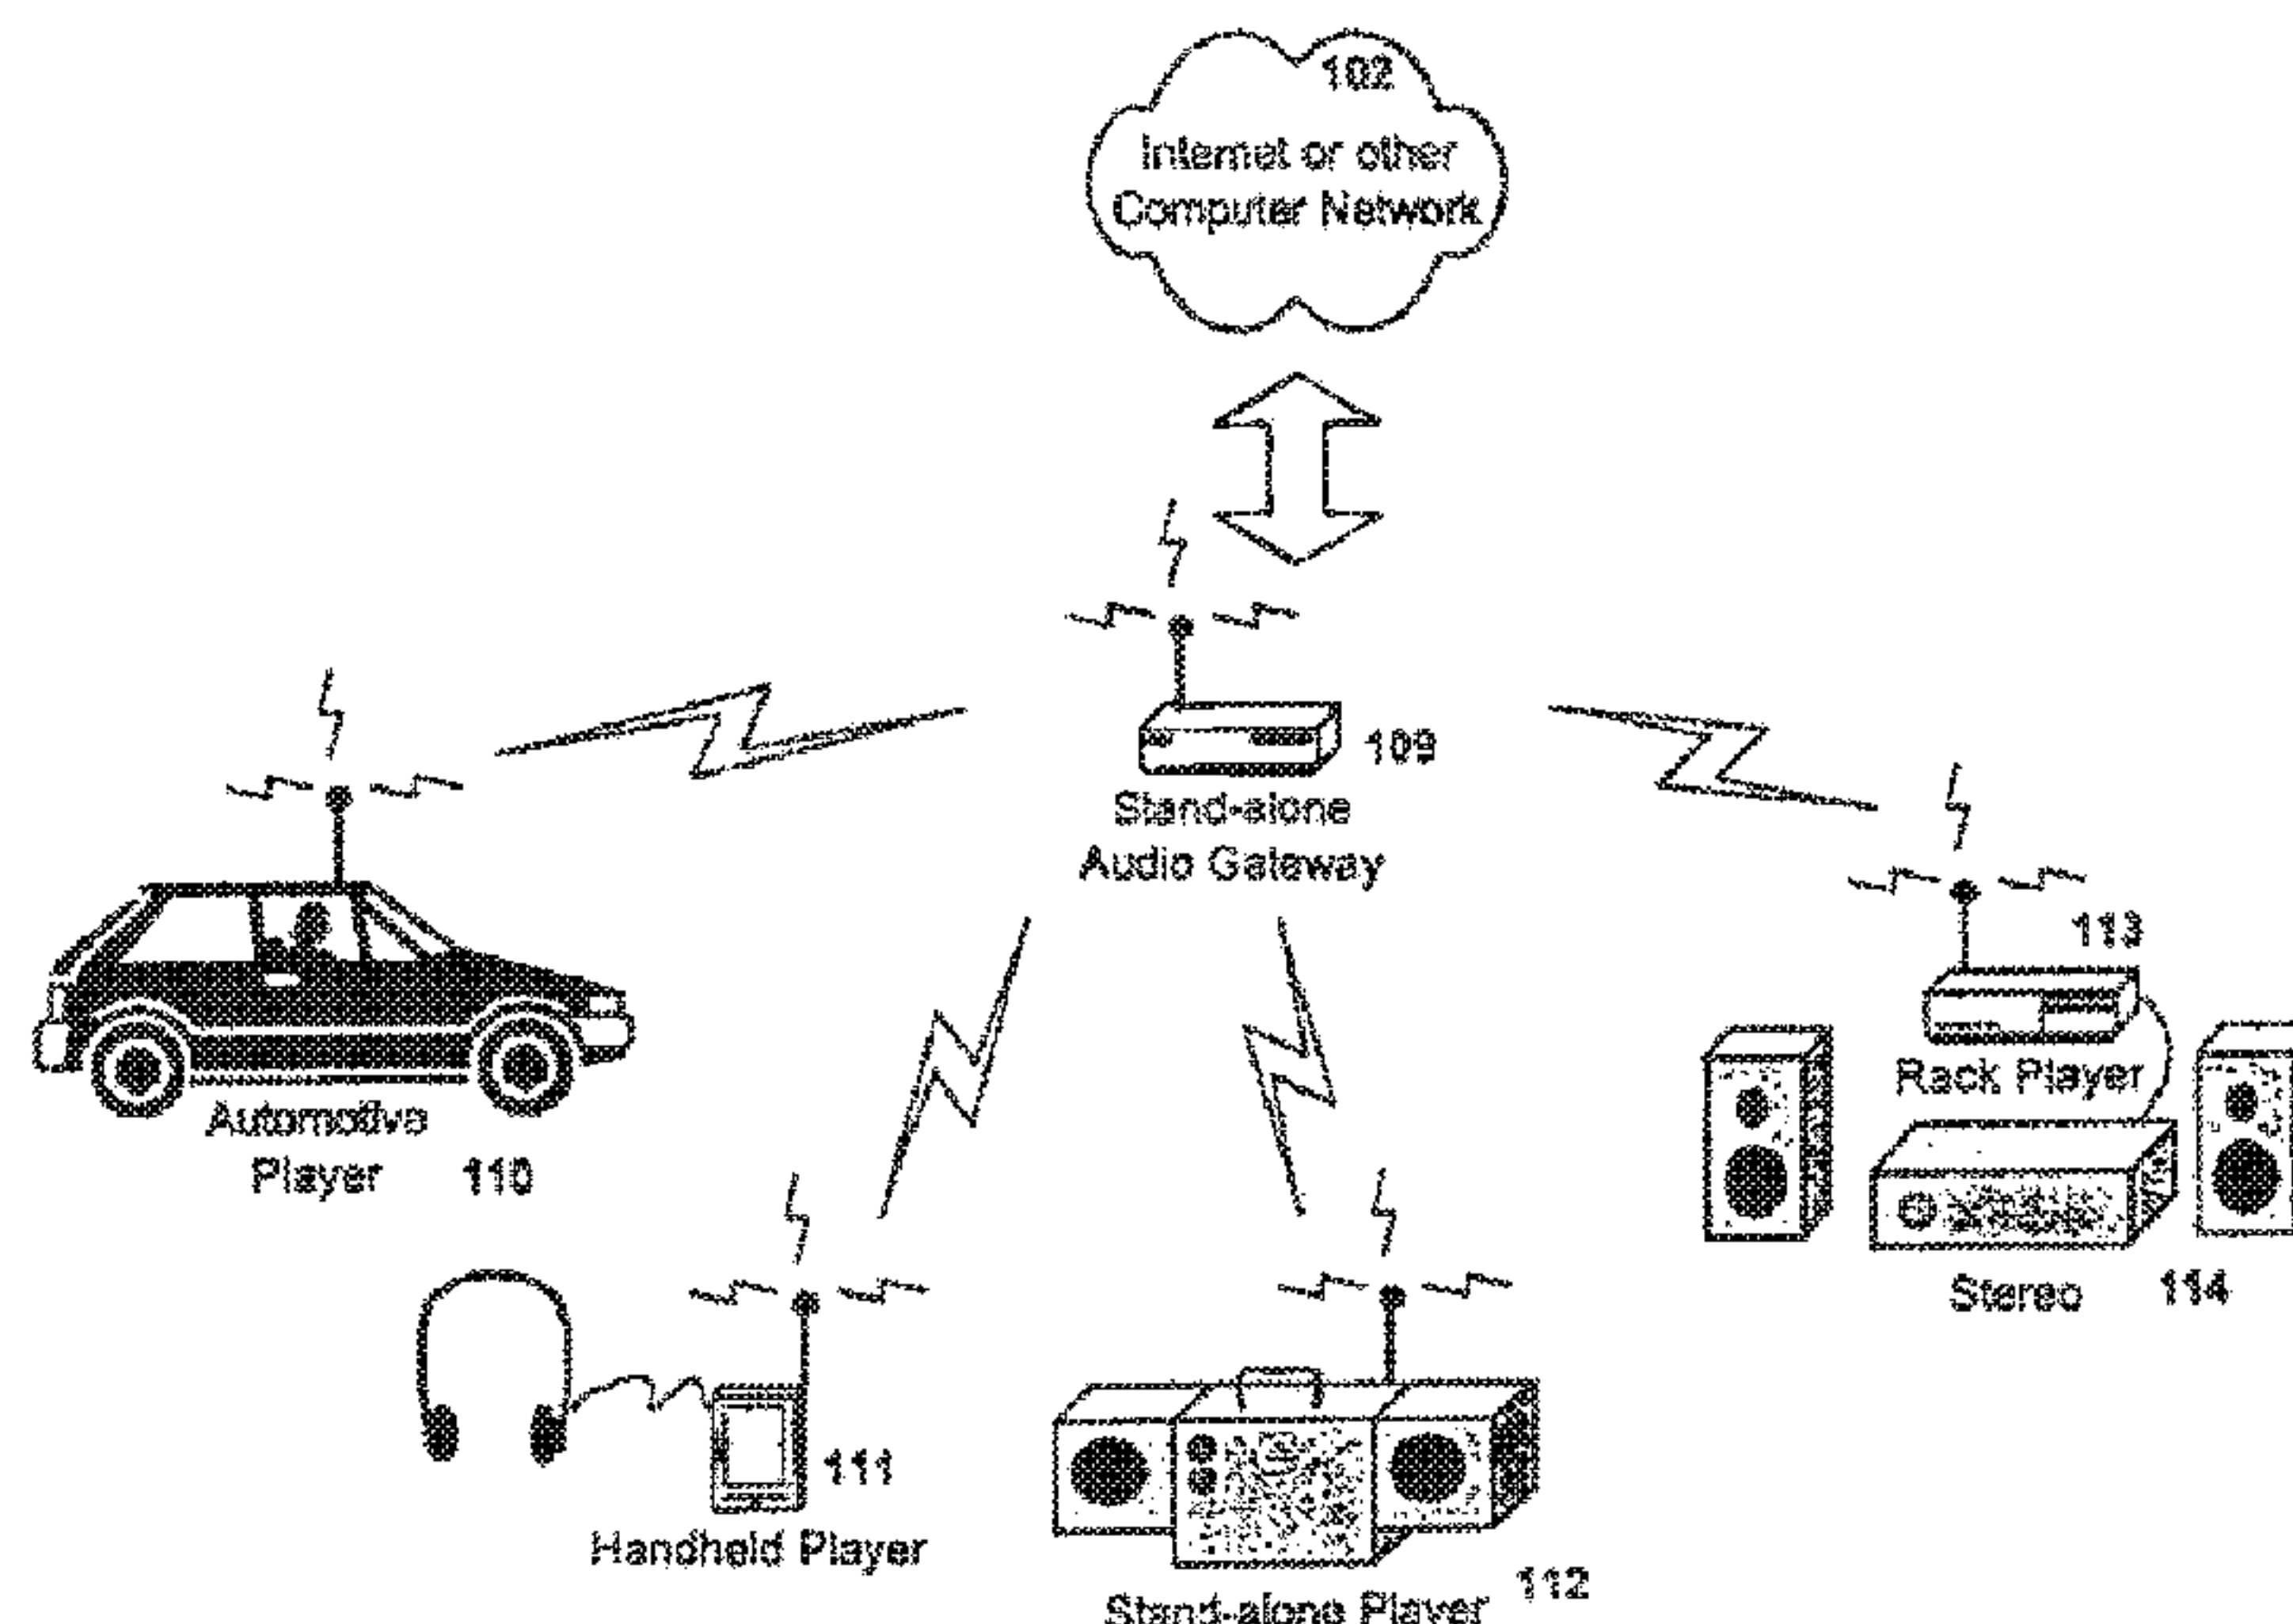 102
Internet or other
Computer Network
109
Stand-alone
Audio Gateway
113
Rack Player
Automotive
Player 110
Stereo 114
111
Handheld Player
Stand-alone Player 112